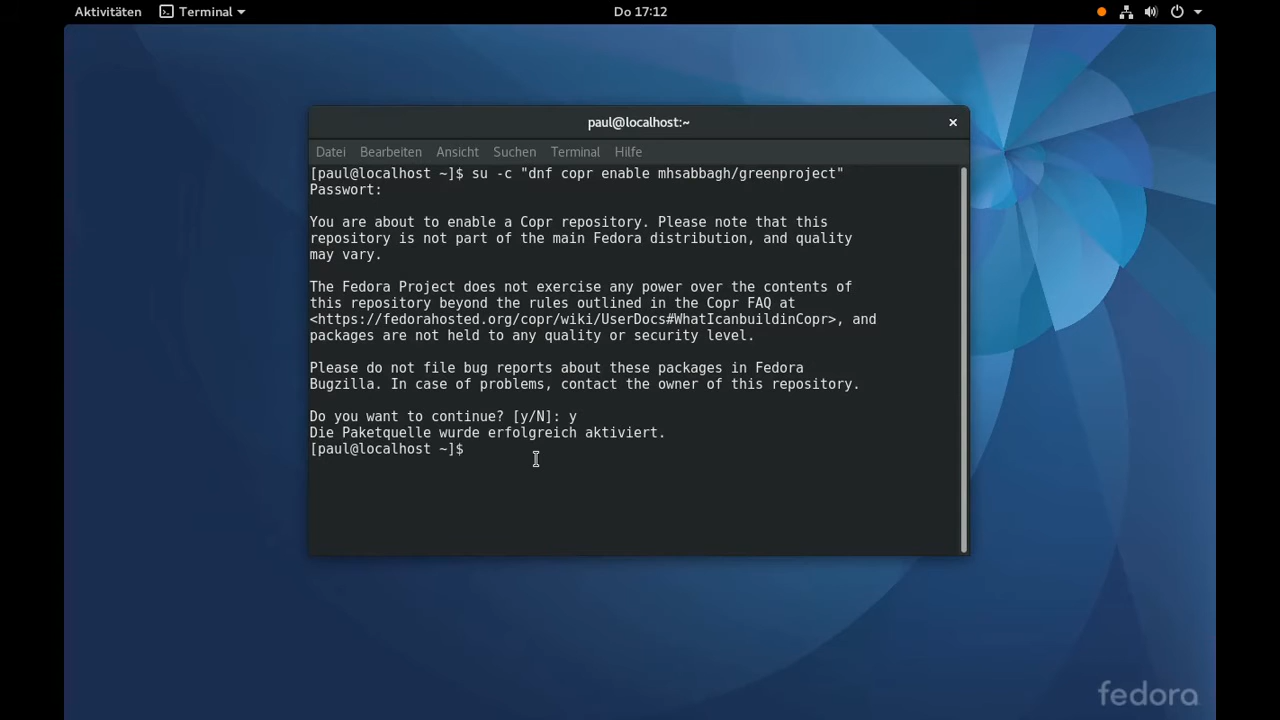 Aktivitäten Terminal Do 17:12
paul@localhost:~
Datei Bearbeiten Ansicht Suchen Terminal Hilfe
[paul@localhost ~]$ su -c "dnf copr enable mhsabbagh/greenproject"
Passwort:
You are about to enable a Copr repository. Please note that this
repository is not part of the main Fedora distribution, and quality
may vary.
The Fedora Project does not exercise any power over the contents of
this repository beyond the rules outlined in the Copr FAQ at
<https://fedorahosted.org/copr/wiki/UserDocs#WhatIcanbuildinCopr>, and
packages are not held to any quality or security level.
Please do not file bug reports about these packages in Fedora
Bugzilla. In case of problems, contact the owner of this repository.
Do you want to continue? [y/N]: y
Die Paketquelle wurde erfolgreich aktiviert.
[paul@localhost ~]$
fedora